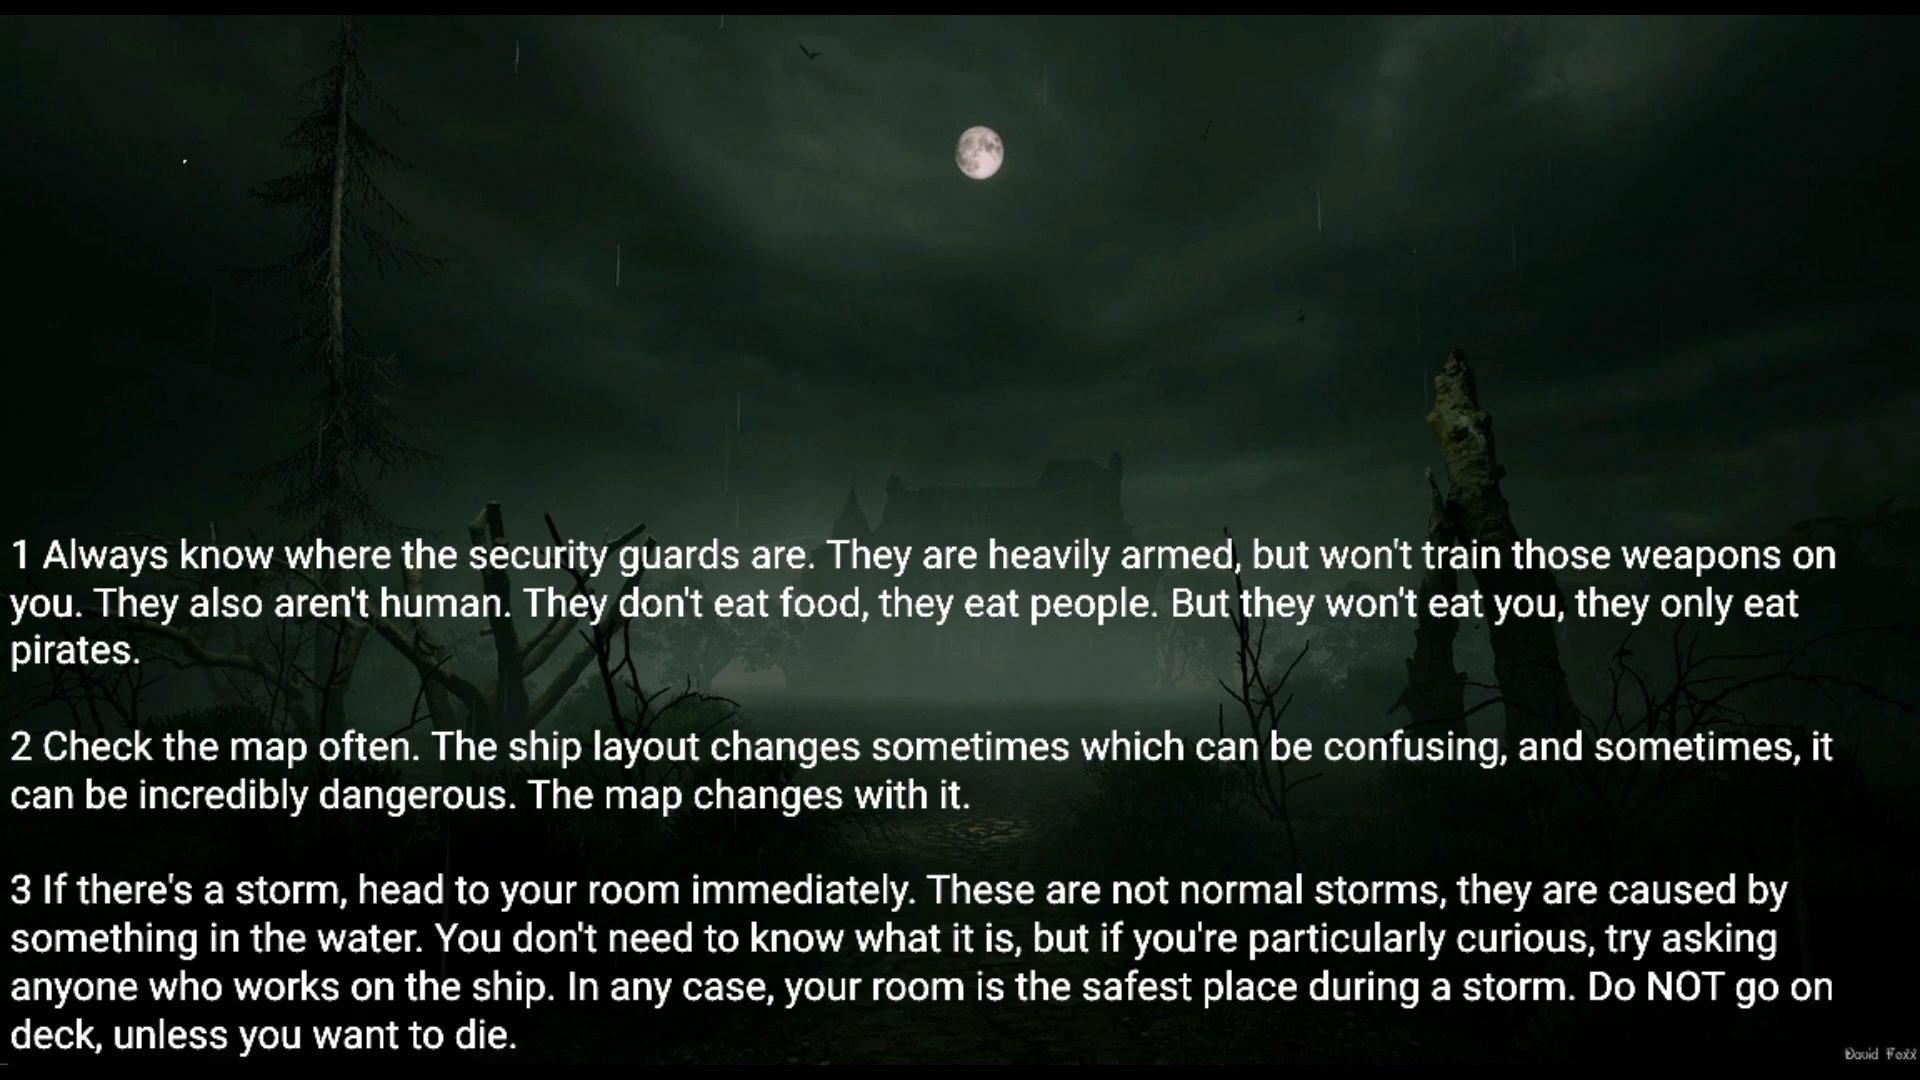 1 Always know where the security guards are. They are heavily armed, but won't train those weapons on
you. They also aren't human. They don't eat food, they eat people. But they won't eat you, they only eat
pirates.
2 Check the map often. The ship layout changes sometimes which can be confusing, and sometimes, it
can be incredibly dangerous. The map changes with it.
3 If there's a storm, head to your room immediately. These are not normal storms, they are caused by
something in the water. You don't need to know what it is, but if you're particularly curious, try asking
anyone who works on the ship. In any case, your room is the safest place during a storm. Do NOT go on
deck, unless you want to die.
David Foxx